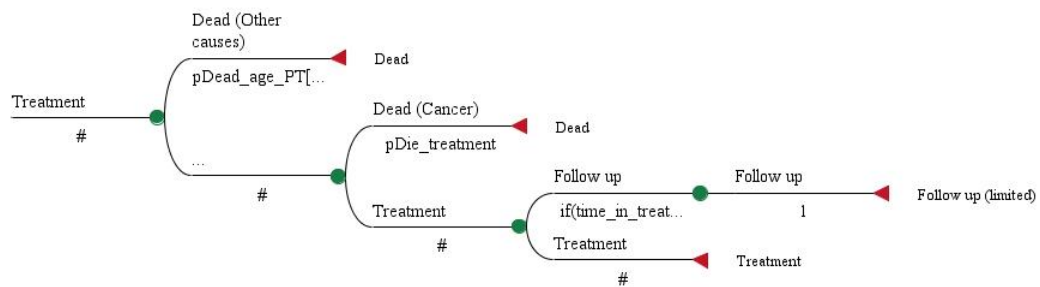 Dead (Other
causes)
Dead
pDead_age_PT[...
Treatment
#
Dead (Cancer)
Dead
pDie_treatment
...
#
Follow up
Follow up
Follow up (limited)
if(time_in_treat...
1
Treatment
#
Treatment
Treatment
#